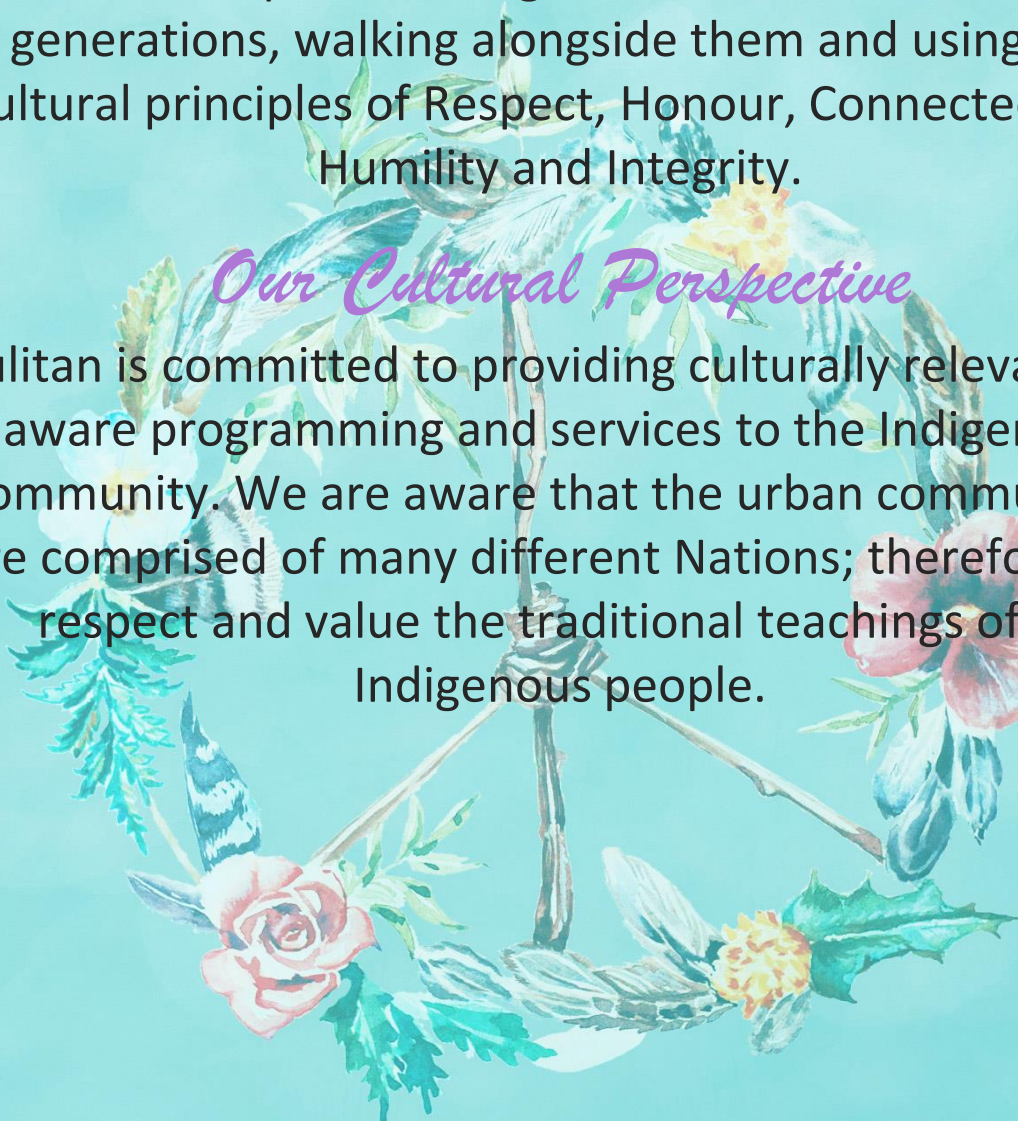 generations, walking alongside them and using
ultural principles of Respect, Honour, Connecte
Humility and Integrity.
Our Cultural Perspective
litan is committed to providing culturally releva
aware programming and services to the Indige
ommunity. We are aware that the urban commu
e comprised of many different Nations; therefo
respect and value the traditional teachings of
Indigenous people.